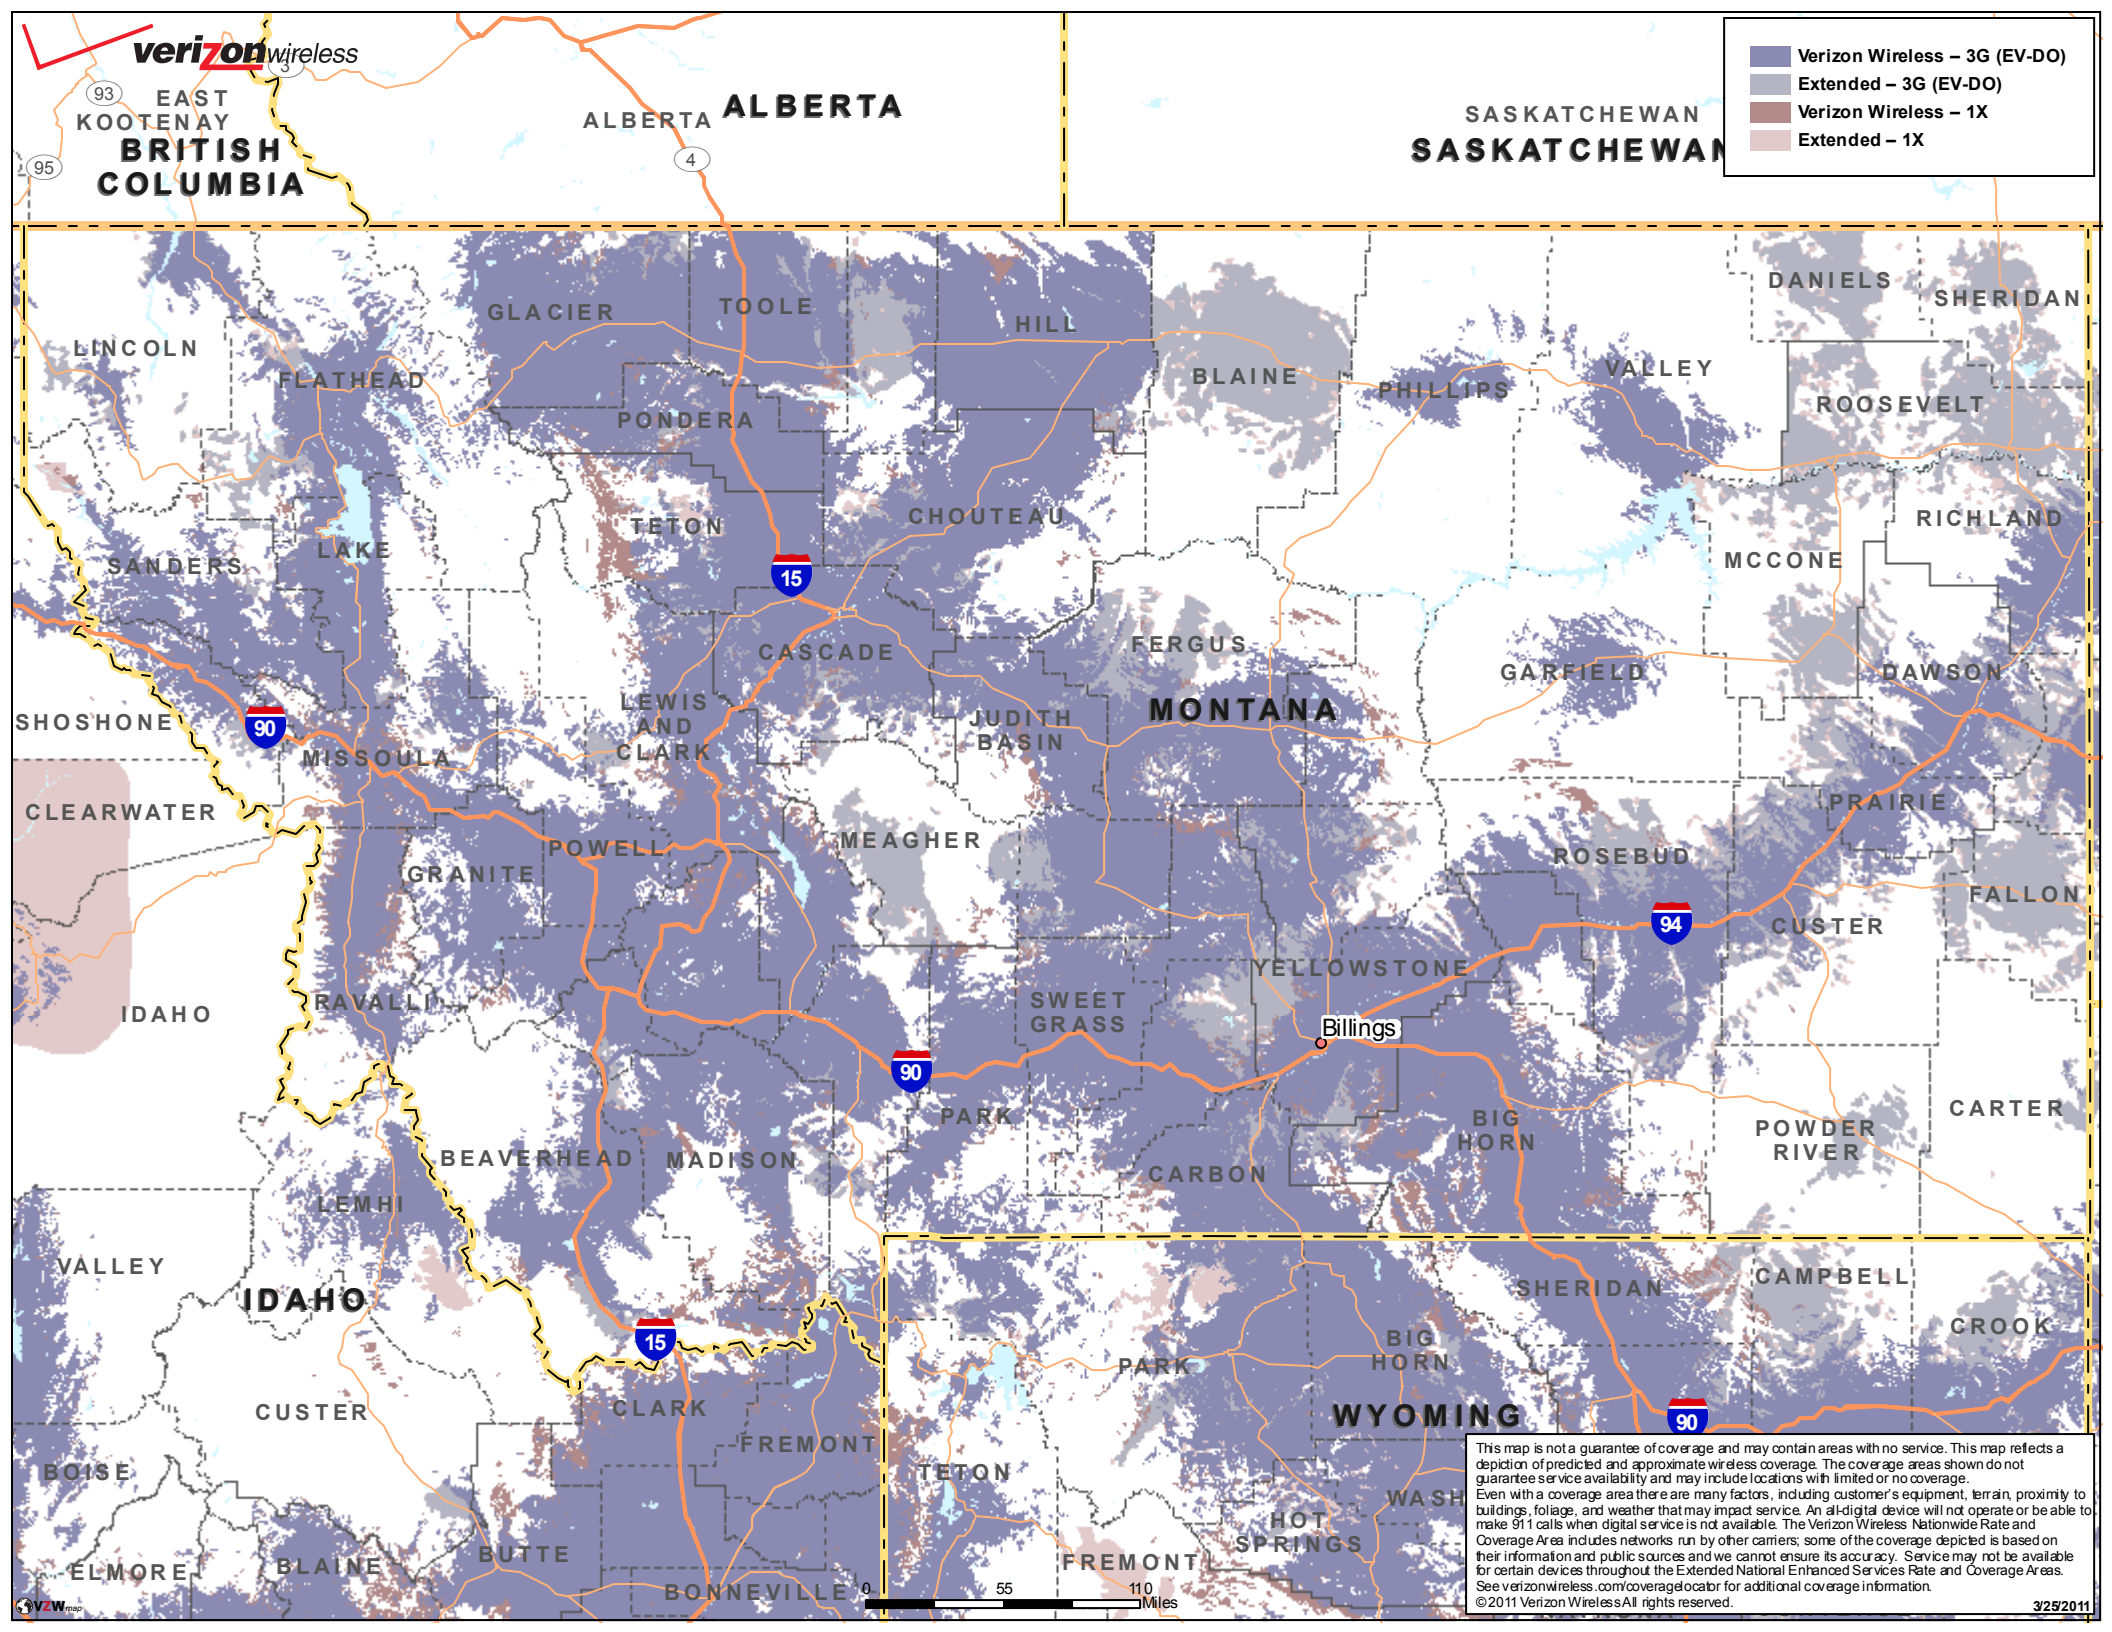 verizon wireless
3
93
EAST
KOOTENAY
BRITISH
COLUMBIA
95
ALBERTA
ALBERTA
4
SASKATCHEWAN
SASKATCHEWAN
Verizon Wireless – 3G (EV-DO)
Extended – 3G (EV-DO)
Verizon Wireless – 1X
Extended – 1X
DANIELS
SHERIDAN
GLACIER
TOOLE
HILL
LINCOLN
FLATHEAD
BLAINE
PHILLIPS
VALLEY
ROOSEVELT
PONDERA
TETON
CHOUTEAU
RICHLAND
LAKE
SANDERS
MCCONE
15
CASCADE
FERGUS
GARFIELD
DAWSON
SHOSHONE
90
LEWIS
AND
CLARK
JUDITH
BASIN
MONTANA
MISSOULA
CLEARWATER
PRAIRIE
MEAGHER
POWELL
GRANITE
ROSEBUD
FALLON
94
CUSTER
YELLOWSTONE
RAVALLI
IDAHO
SWEET
GRASS
Billings
90
PARK
BIG
HORN
CARTER
POWDER
RIVER
BEAVERHEAD
MADISON
CARBON
LEMHI
VALLEY
IDAHO
SHERIDAN
CAMPBELL
CROOK
15
BIG
HORN
PARK
CUSTER
CLARK
WYOMING
90
FREMONT
BOISE
TETON
WASH
HOT
SPRINGS
BUTTE
BLAINE
ELMORE
FREMONT
BONNEVILLE
0 55 110
Miles
This map is not a guarantee of coverage and may contain areas with no service. This map reflects a
depiction of predicted and approximate wireless coverage. The coverage areas shown do not
guarantee service availability and may include locations with limited or no coverage.
Even with a coverage area there are many factors, including customer's equipment, terrain, proximity to
buildings, foliage, and weather that may impact service. An all-digital device will not operate or be able to
make 911 calls when digital service is not available. The Verizon Wireless Nationwide Rate and
Coverage Area includes networks run by other carriers; some of the coverage depicted is based on
their information and public sources and we cannot ensure its accuracy. Service may not be available
for certain devices throughout the Extended National Enhanced Services Rate and Coverage Areas.
See verizonwireless.com/coveragelocator for additional coverage information.
©2011 Verizon Wireless All rights reserved.
3/25/2011
VZWmap